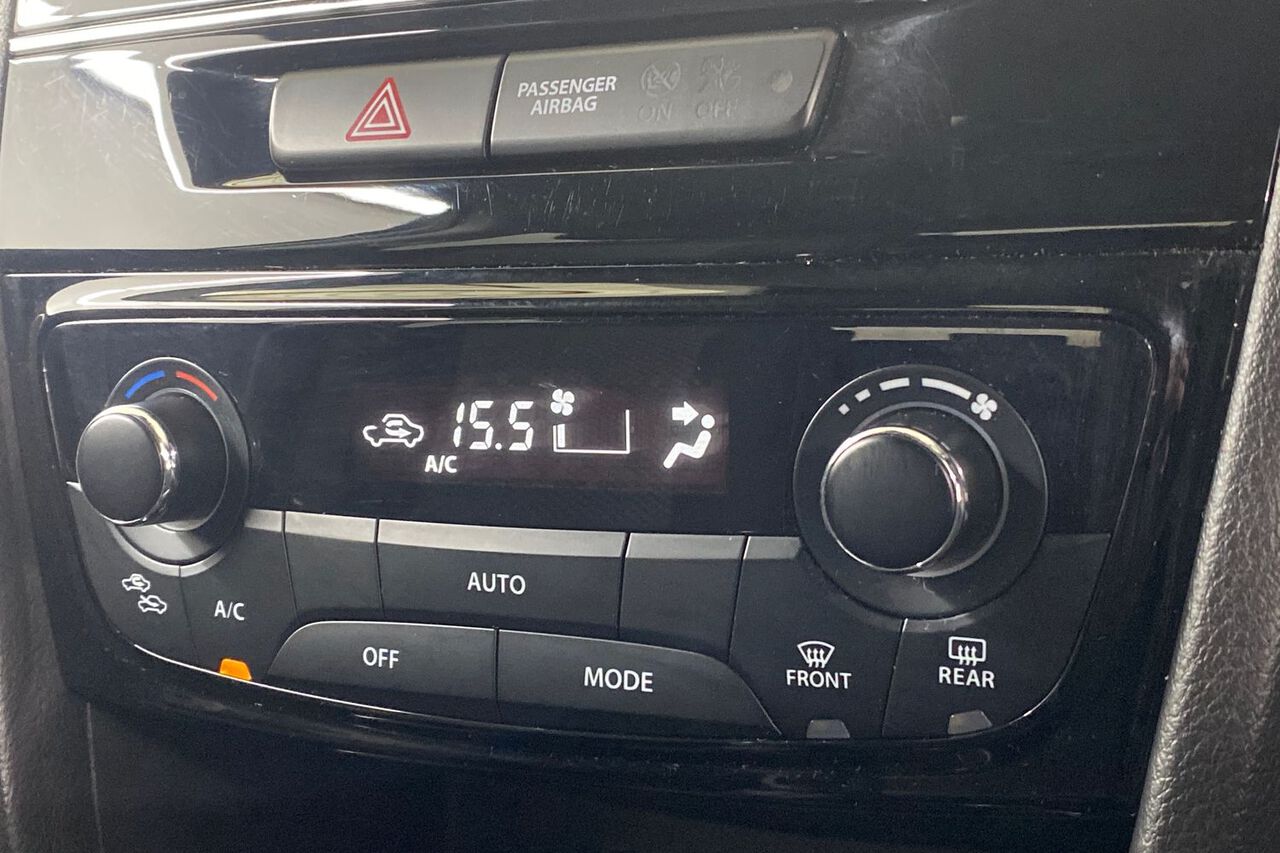 PASSENGER
AIRBAG
ON OFF
15.5
A/C
AUTO
A/C
OFF
MODE
FRONT
REAR